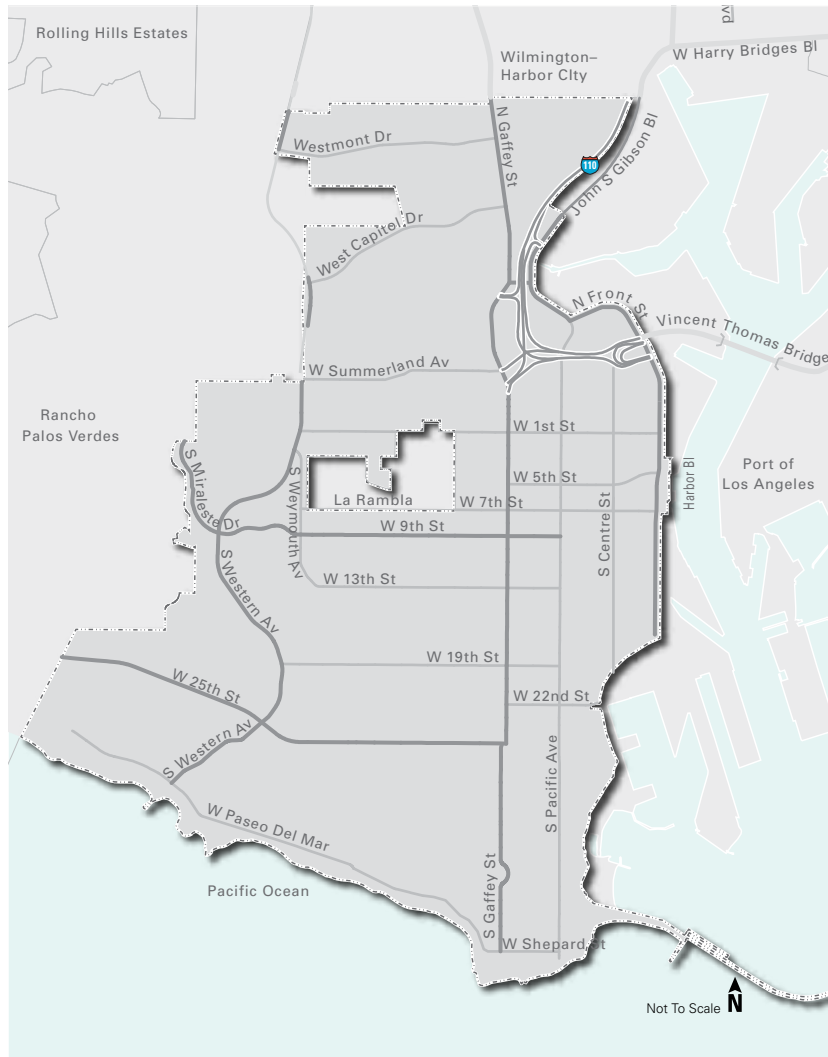 Rolling Hills Estates
Blvd
Wilmington–
Harbor CIty
W Harry Bridges Bl
Westmont Dr
N Gaffey St
110
John S Gibson Bl
West Capitol Dr
N Front St
Vincent Thomas Bridge
W Summerland Av
Rancho
Palos Verdes
W 1st St
Port of
Los Angeles
S Miraleste Dr
S Weymouth Av
La Rambla
W 5th St
W 7th St
Harbor Bl
W 9th St
S Centre St
W 13th St
S Western Av
W 19th St
W 25th St
W 22nd St
S Western Av
S Pacific Ave
W Paseo Del Mar
Pacific Ocean
S Gaffey St
W Shepard St
Not To Scale
N